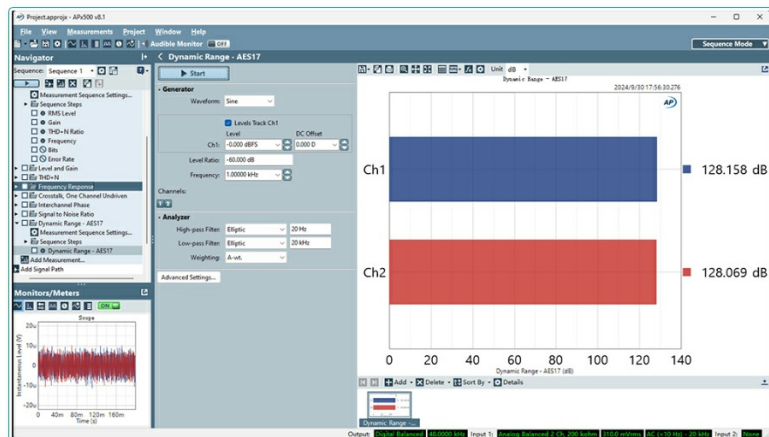 Project.approjx - APx500 v8.1
File View Measurements Project Window Help
Audible Monitor OFF
Sequence Mode
Navigator
Dynamic Range - AES17
Sequence: Sequence 1
Start
Unit dB
Measurement Sequence Settings...
Sequence Steps
RMS Level
Gain
THD+N Ratio
Frequency
Bits
Error Rate
Level and Gain
THD+N
Frequency Response
Crosstalk, One Channel Undriven
Interchannel Phase
Signal to Noise Ratio
Dynamic Range - AES17
Measurement Sequence Settings...
Sequence Steps
Dynamic Range - AES17
Add Measurement...
Add Signal Path
Generator
Waveform: Sine
Levels Track Ch1
Level DC Offset
Ch1: -0.000 dBFS 0.000 D
Level Ratio: -60.000 dB
Frequency: 1.00000 kHz
Channels:
1 2
Analyzer
High-pass Filter: Elliptic 20 Hz
Low-pass Filter: Elliptic 20 kHz
Weighting: A-wt.
Advanced Settings...
Dynamic Range - AES17
2024/9/30 17:56:30.276
AP
Ch1
128.158 dB
Ch2
128.069 dB
0 20 40 60 80 100 120 140
Dynamic Range - AES17 (dB)
Monitors/Meters
ON
Scope
Instantaneous Level (V)
20u
10u
0
-10u
-20u
0 40m 80m 120m 160m
Time (s)
Add Delete Sort By Details
Dynamic Range - ...
Output: Digital Balanced 48.0000 kHz Input 1: Analog Balanced 2 Ch, 200 kohm 310.0 mVrms AC (<10 Hz) - 20 kHz Input 2: None